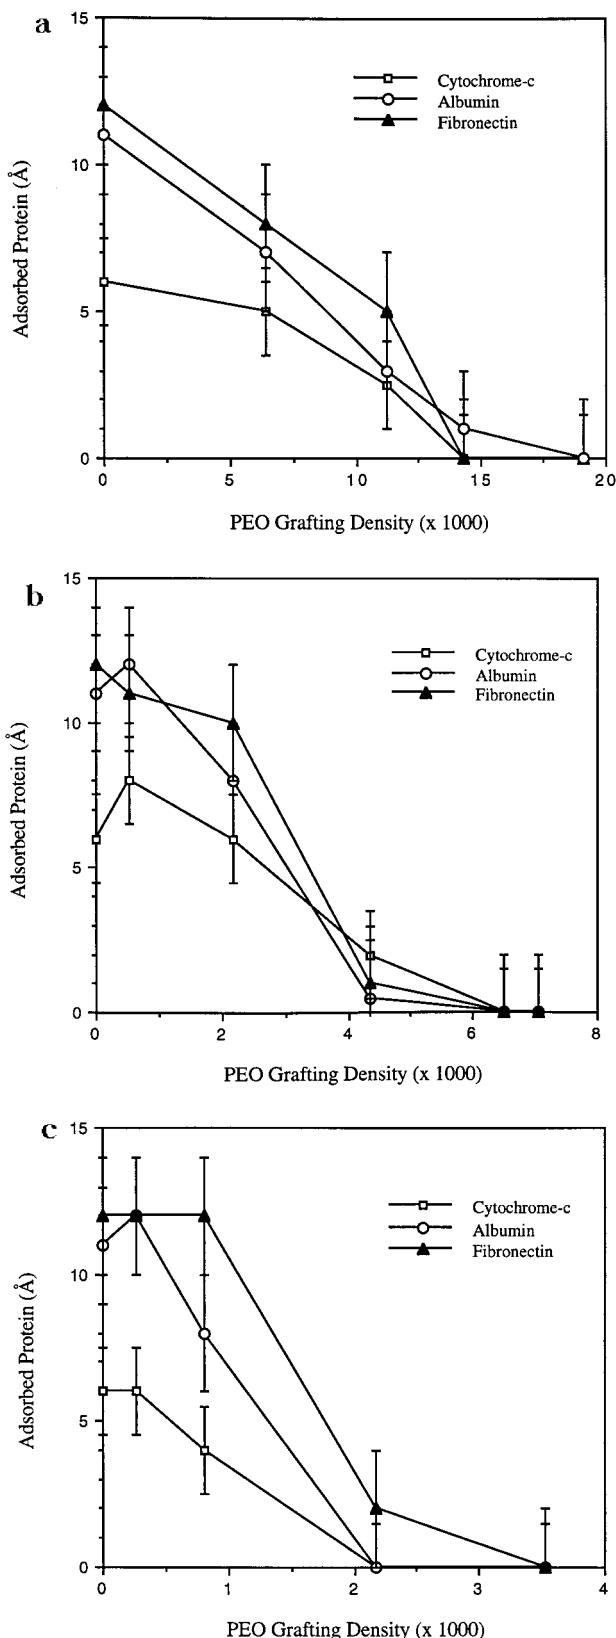 a
15
10
5
0
Adsorbed Protein (Å)
Cytochrome-c
Albumin
Fibronectin
0 5 10 15 20
PEO Grafting Density (x 1000)
b
15
10
5
0
Adsorbed Protein (Å)
Cytochrome-c
Albumin
Fibronectin
0 2 4 6 8
PEO Grafting Density (x 1000)
c
15
10
5
0
Adsorbed Protein (Å)
Cytochrome-c
Albumin
Fibronectin
0 1 2 3 4
PEO Grafting Density (x 1000)